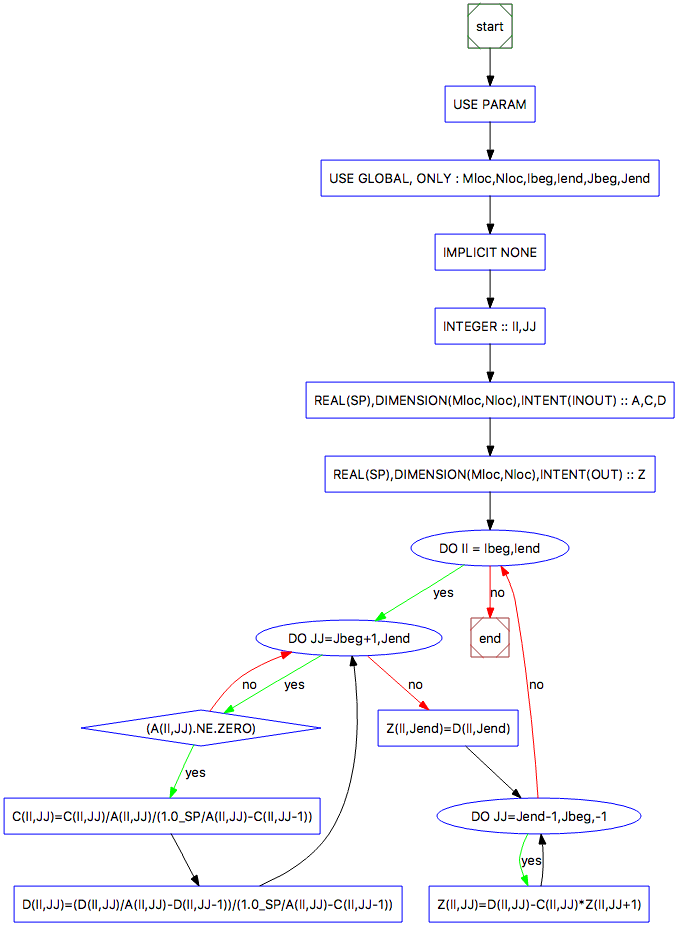 start
USE PARAM
USE GLOBAL, ONLY : Mloc,Nloc,Ibeg,Iend,Jbeg,Jend
IMPLICIT NONE
INTEGER :: II,JJ
REAL(SP),DIMENSION(Mloc,Nloc),INTENT(INOUT) :: A,C,D
REAL(SP),DIMENSION(Mloc,Nloc),INTENT(OUT) :: Z
DO II = Ibeg,Iend
yes
no
DO JJ=Jbeg+1,Jend
end
no
yes
no
no
(A(II,JJ).NE.ZERO)
Z(II,Jend)=D(II,Jend)
yes
C(II,JJ)=C(II,JJ)/A(II,JJ)/(1.0_SP/A(II,JJ)-C(II,JJ-1))
DO JJ=Jend-1,Jbeg,-1
yes
D(II,JJ)=(D(II,JJ)/A(II,JJ)-D(II,JJ-1))/(1.0_SP/A(II,JJ)-C(II,JJ-1))
Z(II,JJ)=D(II,JJ)-C(II,JJ)*Z(II,JJ+1)